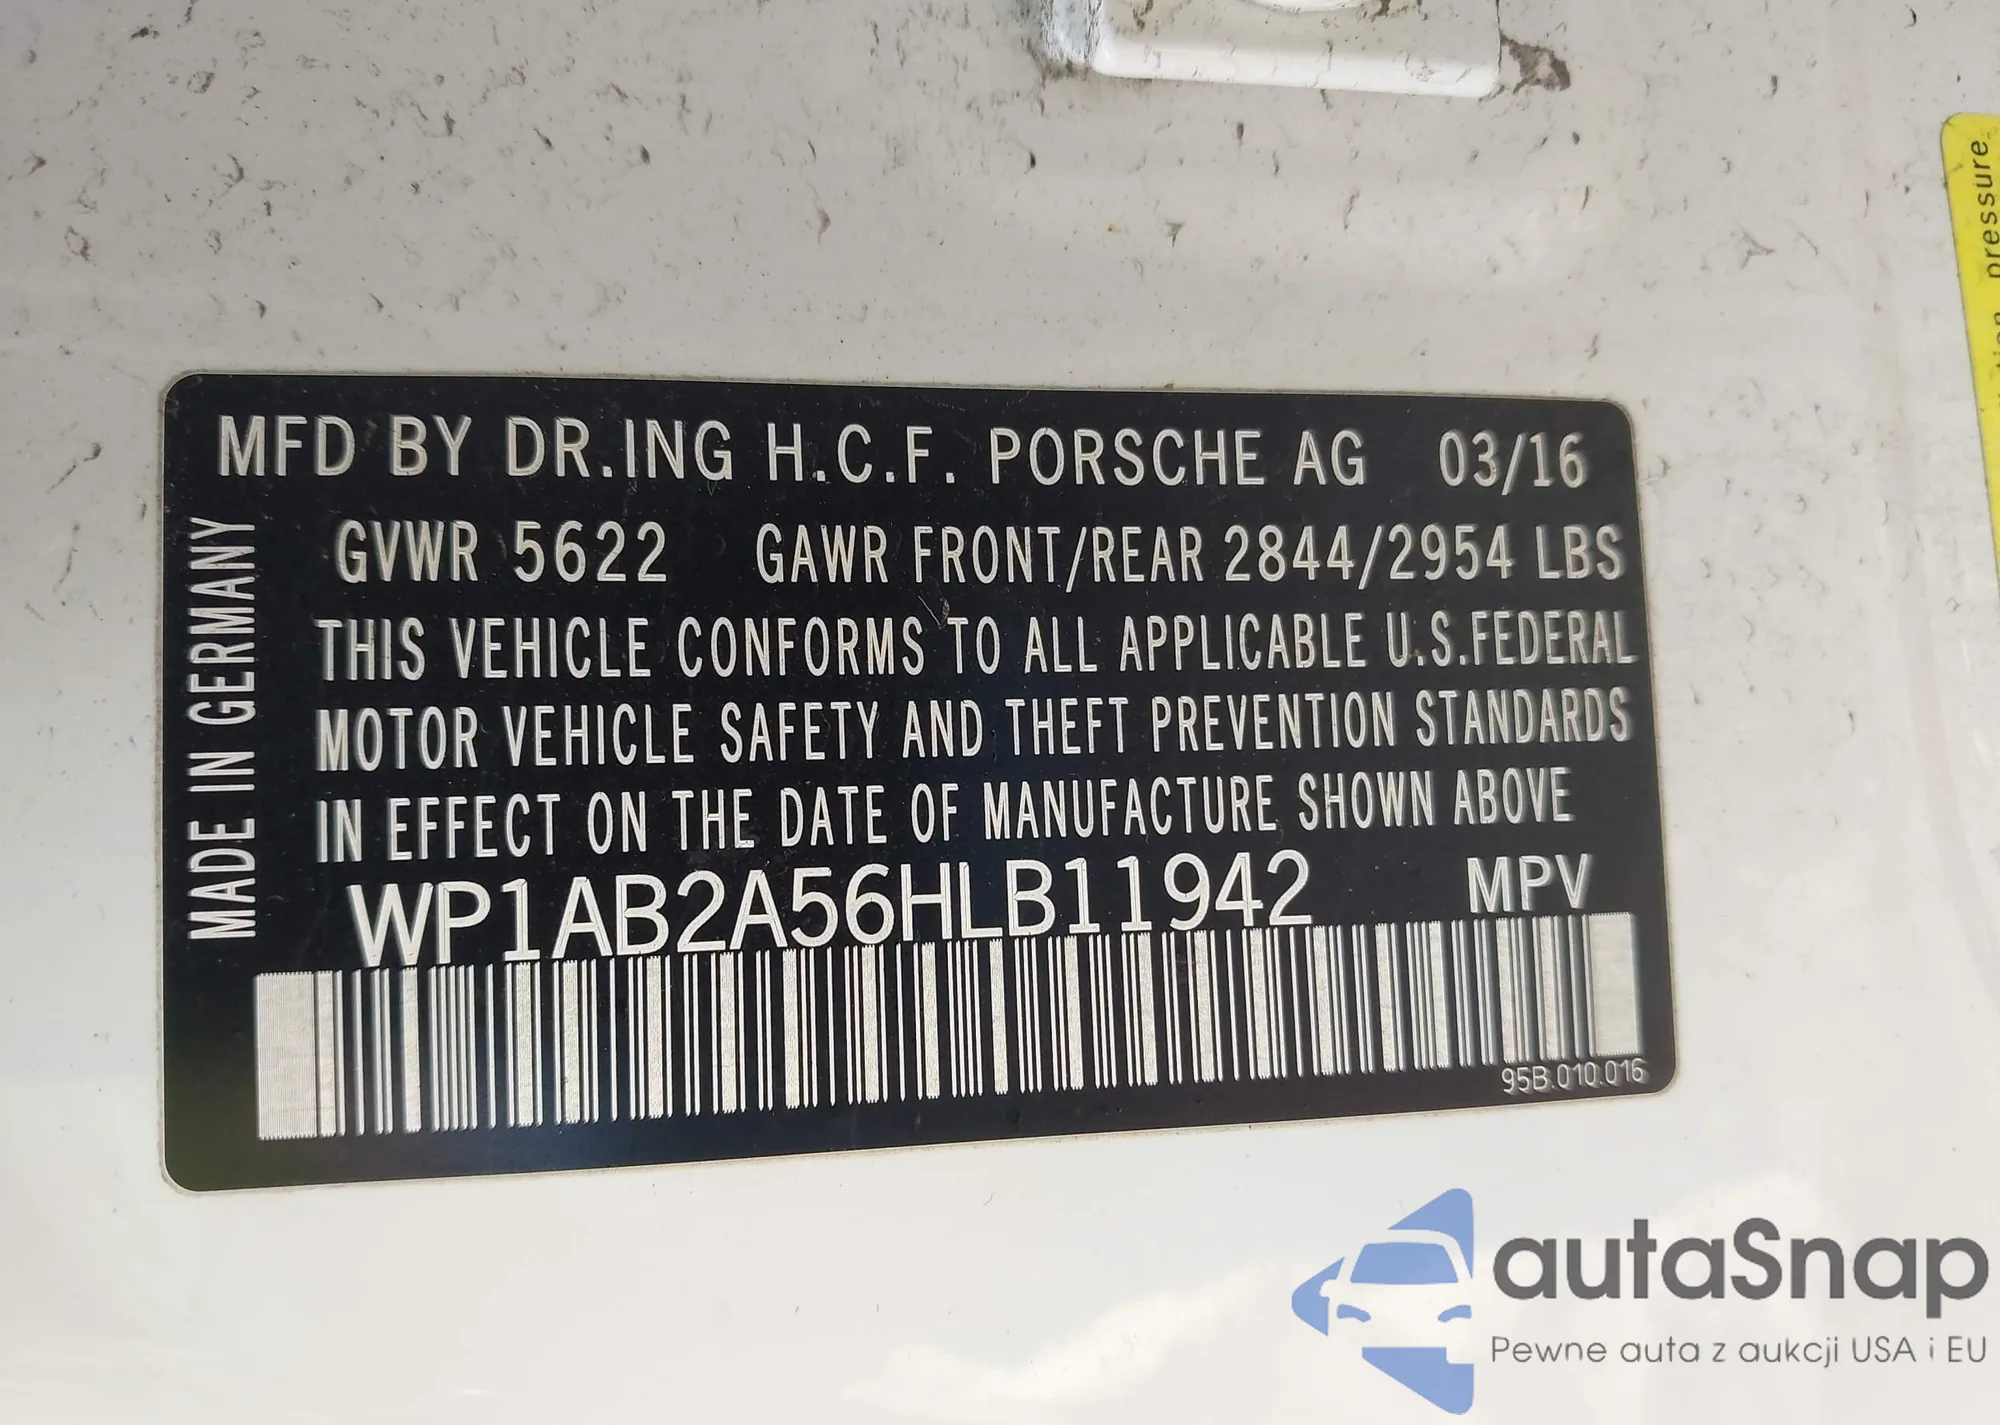 MFD BY DR.ING H.C.F. PORSCHE AG 03/16
GVWR 5622 GAWR FRONT/REAR 2844/2954 LBS
THIS VEHICLE CONFORMS TO ALL APPLICABLE U.S.FEDERAL
MOTOR VEHICLE SAFETY AND THEFT PREVENTION STANDARDS
IN EFFECT ON THE DATE OF MANUFACTURE SHOWN ABOVE
WP1AB2A56HLB11942 MPV
95B.010.016
MADE IN GERMANY
pressure.
autaSnap
Pewne auta z aukcji USA i EU